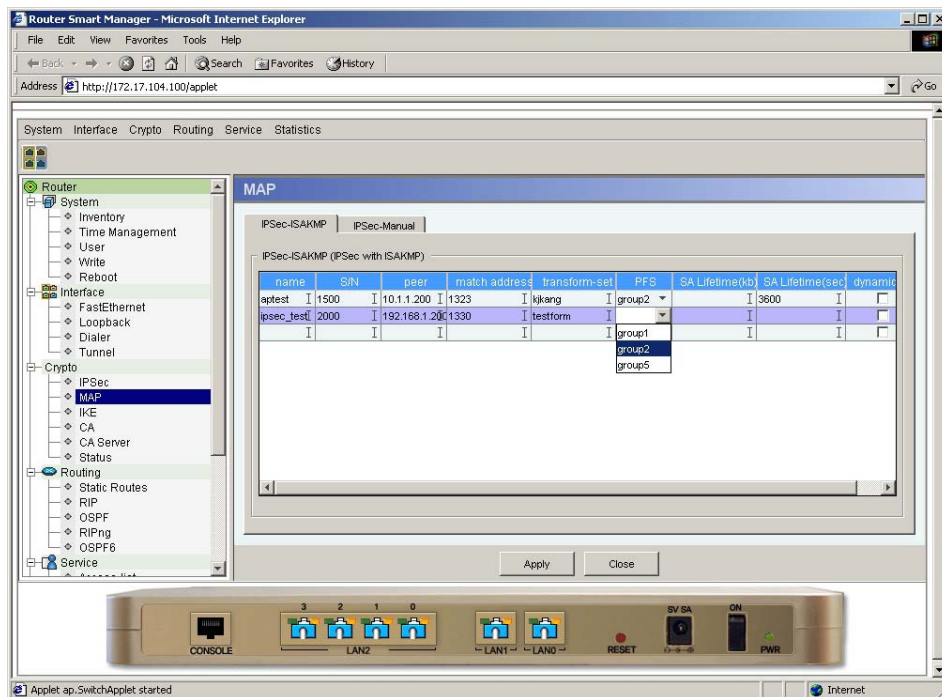 Router Smart Manager - Microsoft Internet Explorer
File Edit View Favorites Tools Help
Back Search Favorites History
Address http://172.17.104.100/applet Go
System Interface Crypto Routing Service Statistics
Router
System
Inventory
Time Management
User
Write
Reboot
Interface
FastEthernet
Loopback
Dialer
Tunnel
Crypto
IPSec
MAP
IKE
CA
CA Server
Status
Routing
Static Routes
RIP
OSPF
RIPng
OSPF6
Service
MAP
IPSec-ISAKMP IPSec-Manual
IPSec-ISAKMP (IPSec with ISAKMP)
name S/N peer match address transform-set PFS SA Lifetime(kb) SA Lifetime(sec) dynamic
aptest 1500 10.1.1.200 1323 kjkang group2 3600
ipsec_test 2000 192.168.1.200 1330 testform
group1
group2
group5
Apply Close
3 2 1 0
CONSOLE LAN2 LAN1 LAN0 RESET 5V 5A ON PWR
Applet ap.SwitchApplet started Internet